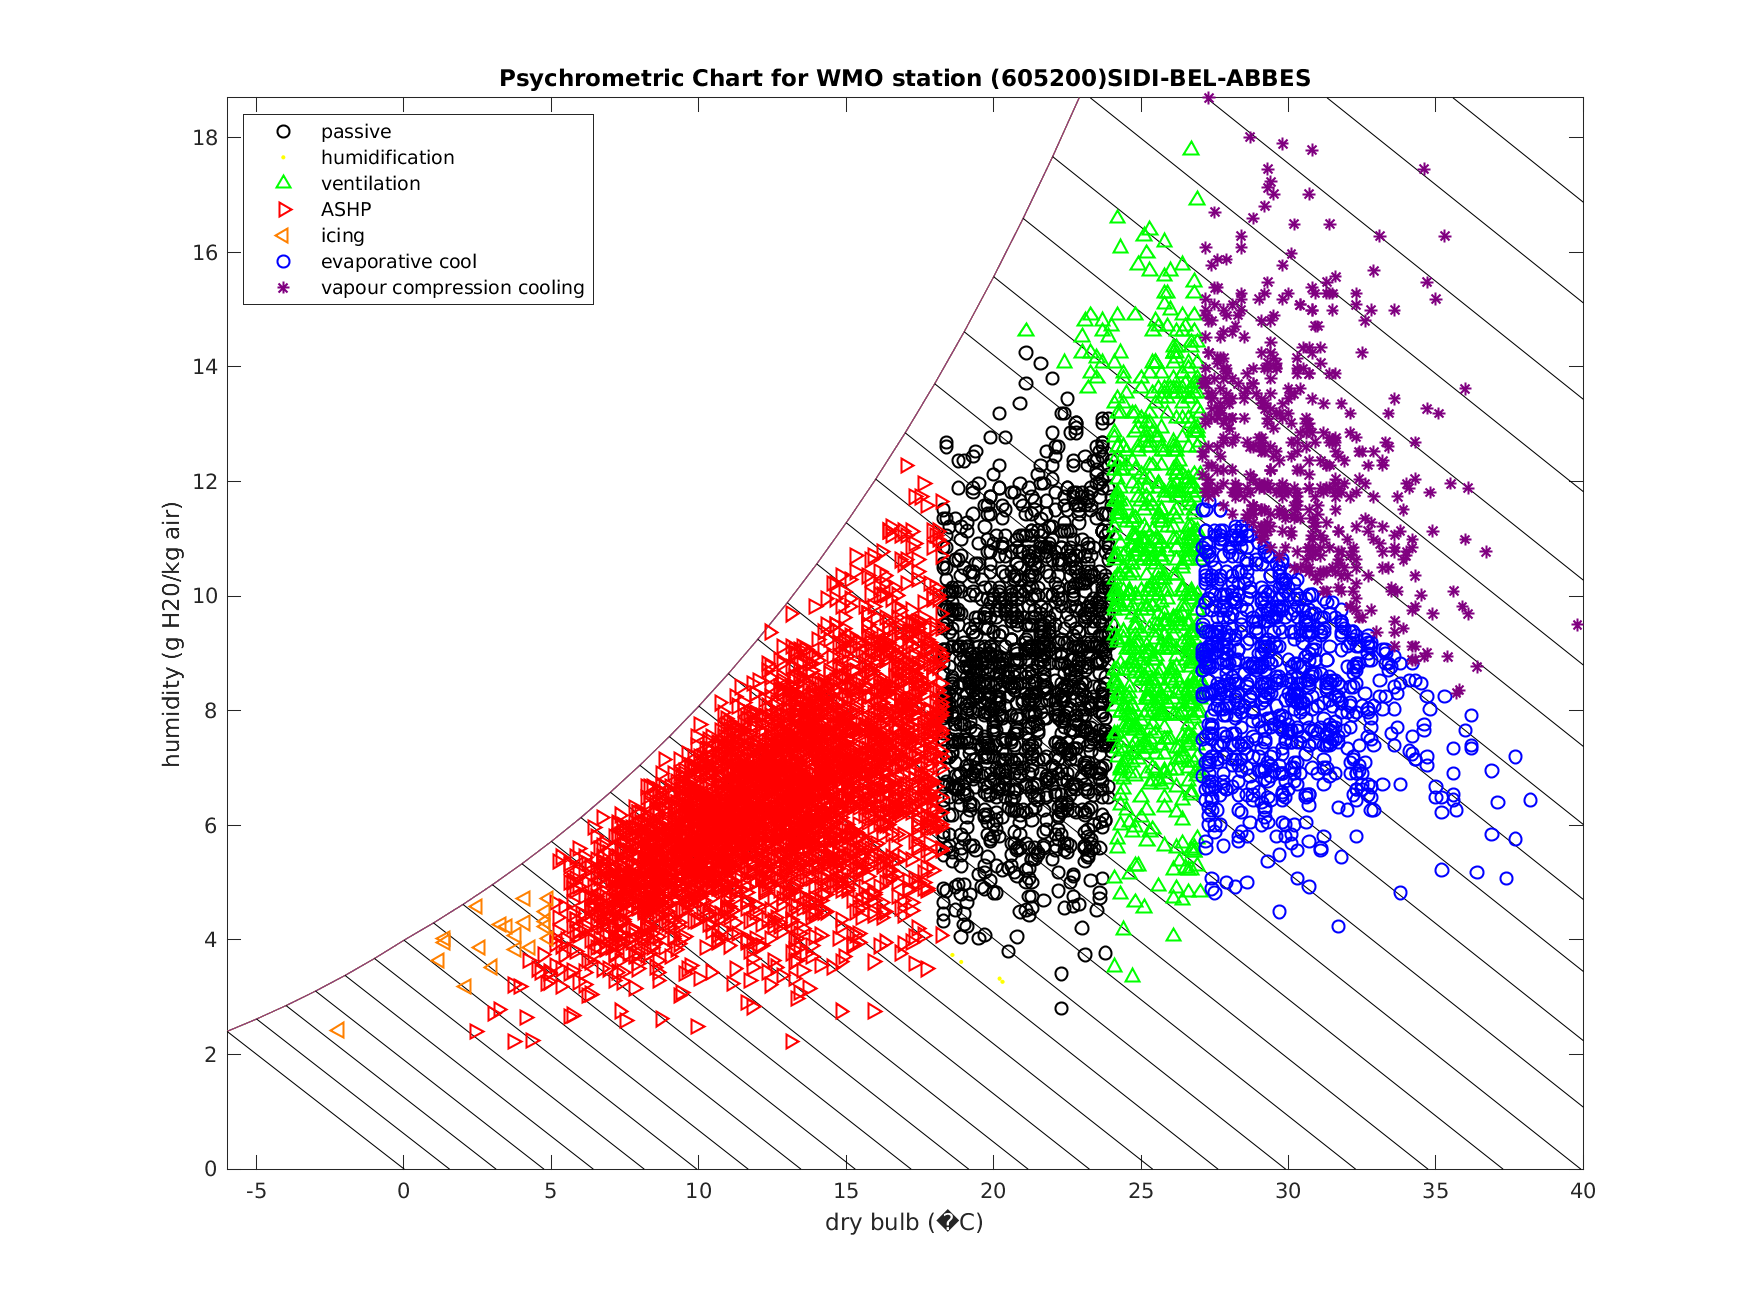 Psychrometric Chart for WMO station (605200)SIDI-BEL-ABBES
passive
humidification
ventilation
ASHP
icing
evaporative cool
vapour compression cooling
humidity (g H20/kg air)
18
16
14
12
10
8
6
4
2
0
-5 0 5 10 15 20 25 30 35 40
dry bulb (�C)